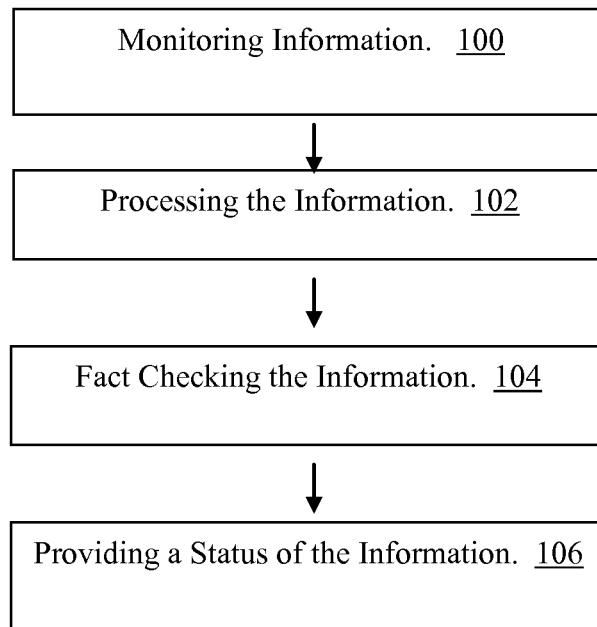 Monitoring Information. 100
Processing the Information. 102
Fact Checking the Information. 104
Providing a Status of the Information. 106